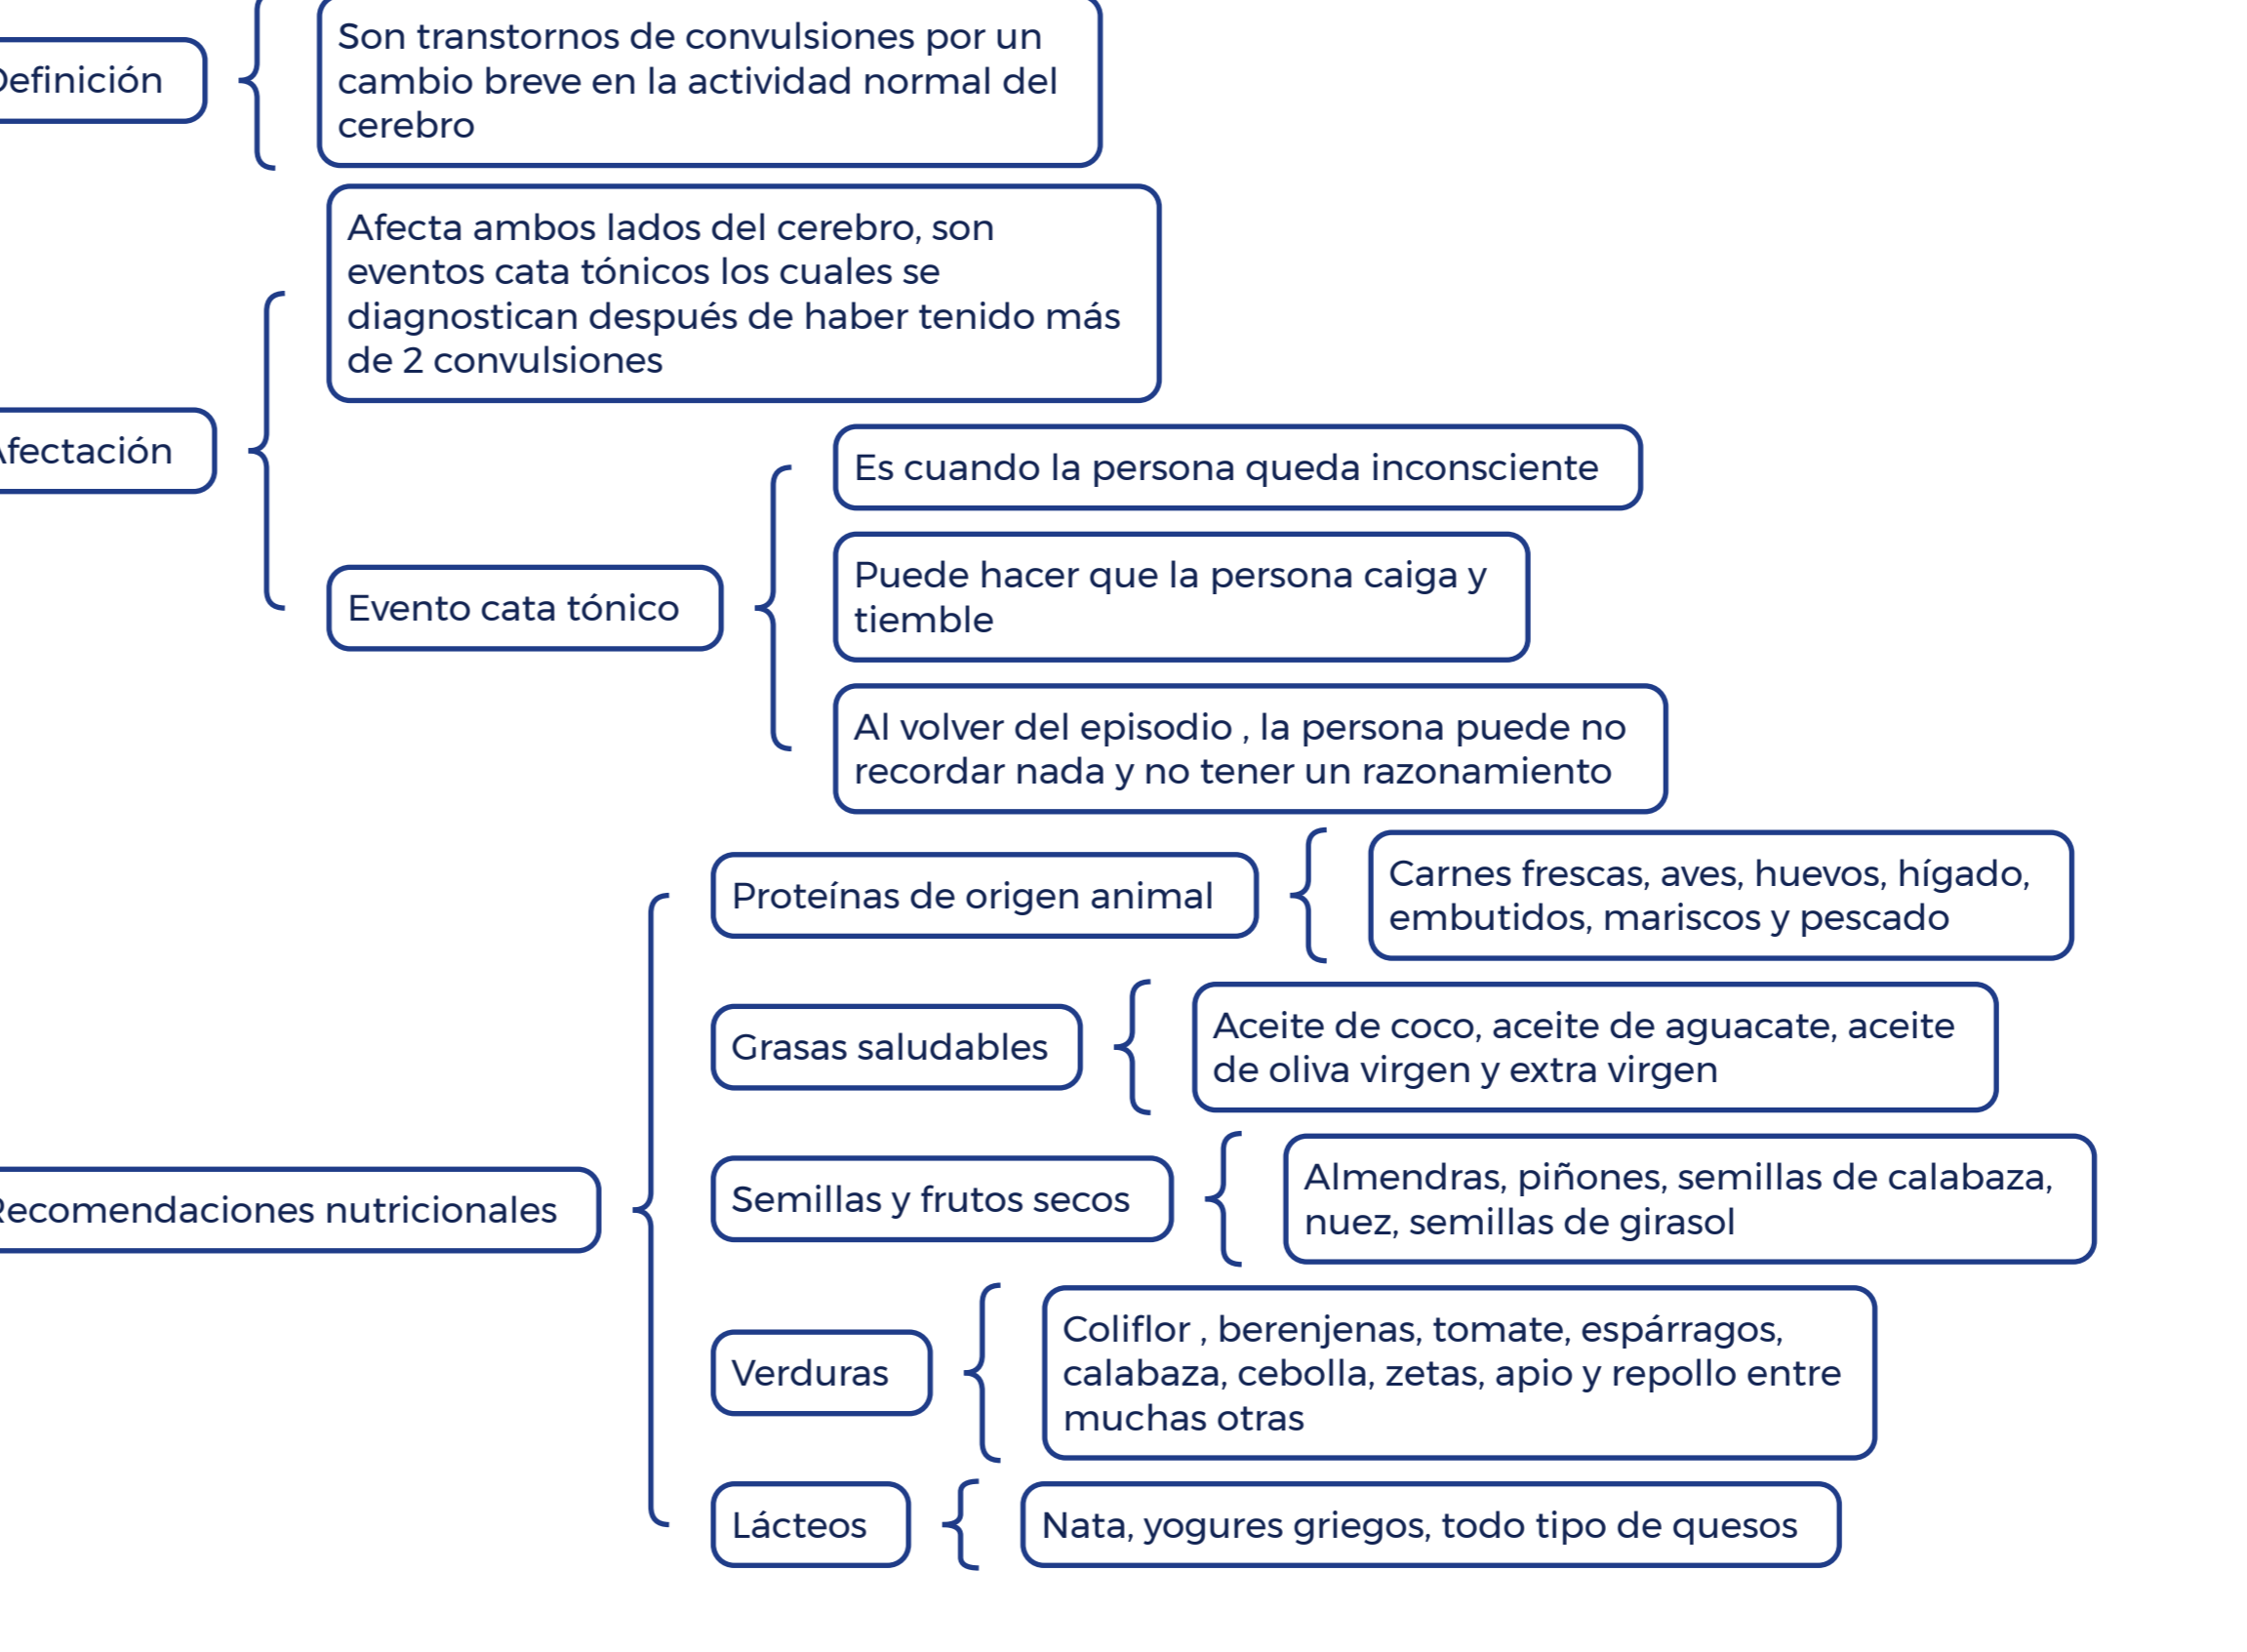 Definición
Son transtornos de convulsiones por un
cambio breve en la actividad normal del
cerebro
Afectación
Afecta ambos lados del cerebro, son
eventos cata tónicos los cuales se
diagnostican después de haber tenido más
de 2 convulsiones
Evento cata tónico
Es cuando la persona queda inconsciente
Puede hacer que la persona caiga y
tiemble
Al volver del episodio , la persona puede no
recordar nada y no tener un razonamiento
Recomendaciones nutricionales
Proteínas de origen animal
Carnes frescas, aves, huevos, hígado,
embutidos, mariscos y pescado
Grasas saludables
Aceite de coco, aceite de aguacate, aceite
de oliva virgen y extra virgen
Semillas y frutos secos
Almendras, piñones, semillas de calabaza,
nuez, semillas de girasol
Verduras
Coliflor , berenjenas, tomate, espárragos,
calabaza, cebolla, zetas, apio y repollo entre
muchas otras
Lácteos
Nata, yogures griegos, todo tipo de quesos